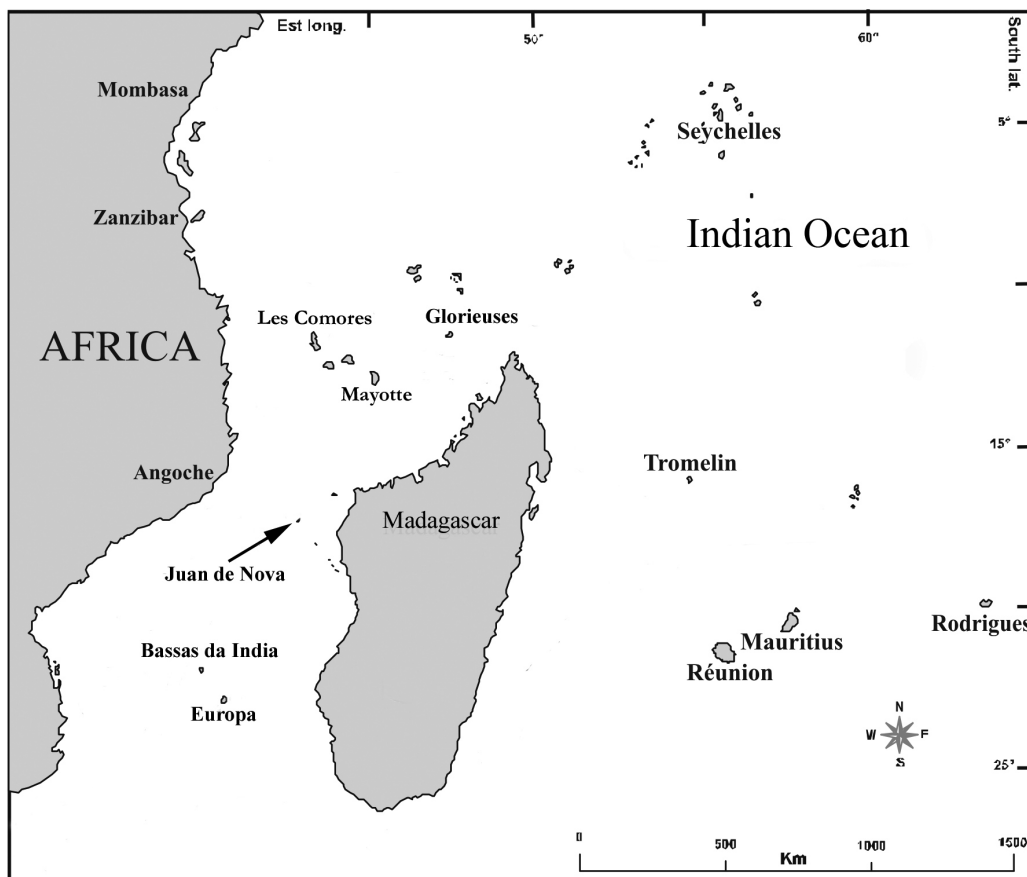 Est long.
50°
60°
South lat.
Mombasa
5°
Seychelles
Zanzibar
Indian Ocean
Les Comores
Glorieuses
AFRICA
Mayotte
15°
Angoche
Tromelin
Madagascar
Juan de Nova
Rodrigues
Mauritius
Bassas da India
Réunion
Europa
N
W E
S
25°
0 500 1000 1500
Km